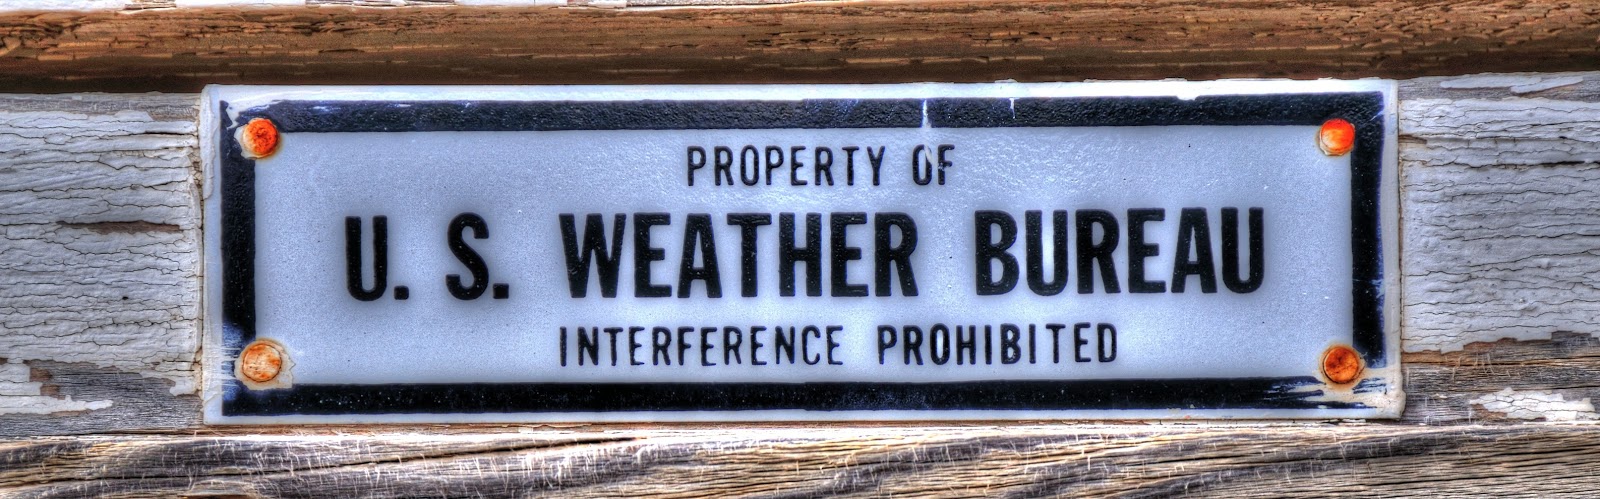 PROPERTY OF
U. S. WEATHER BUREAU
INTERFERENCE PROHIBITED